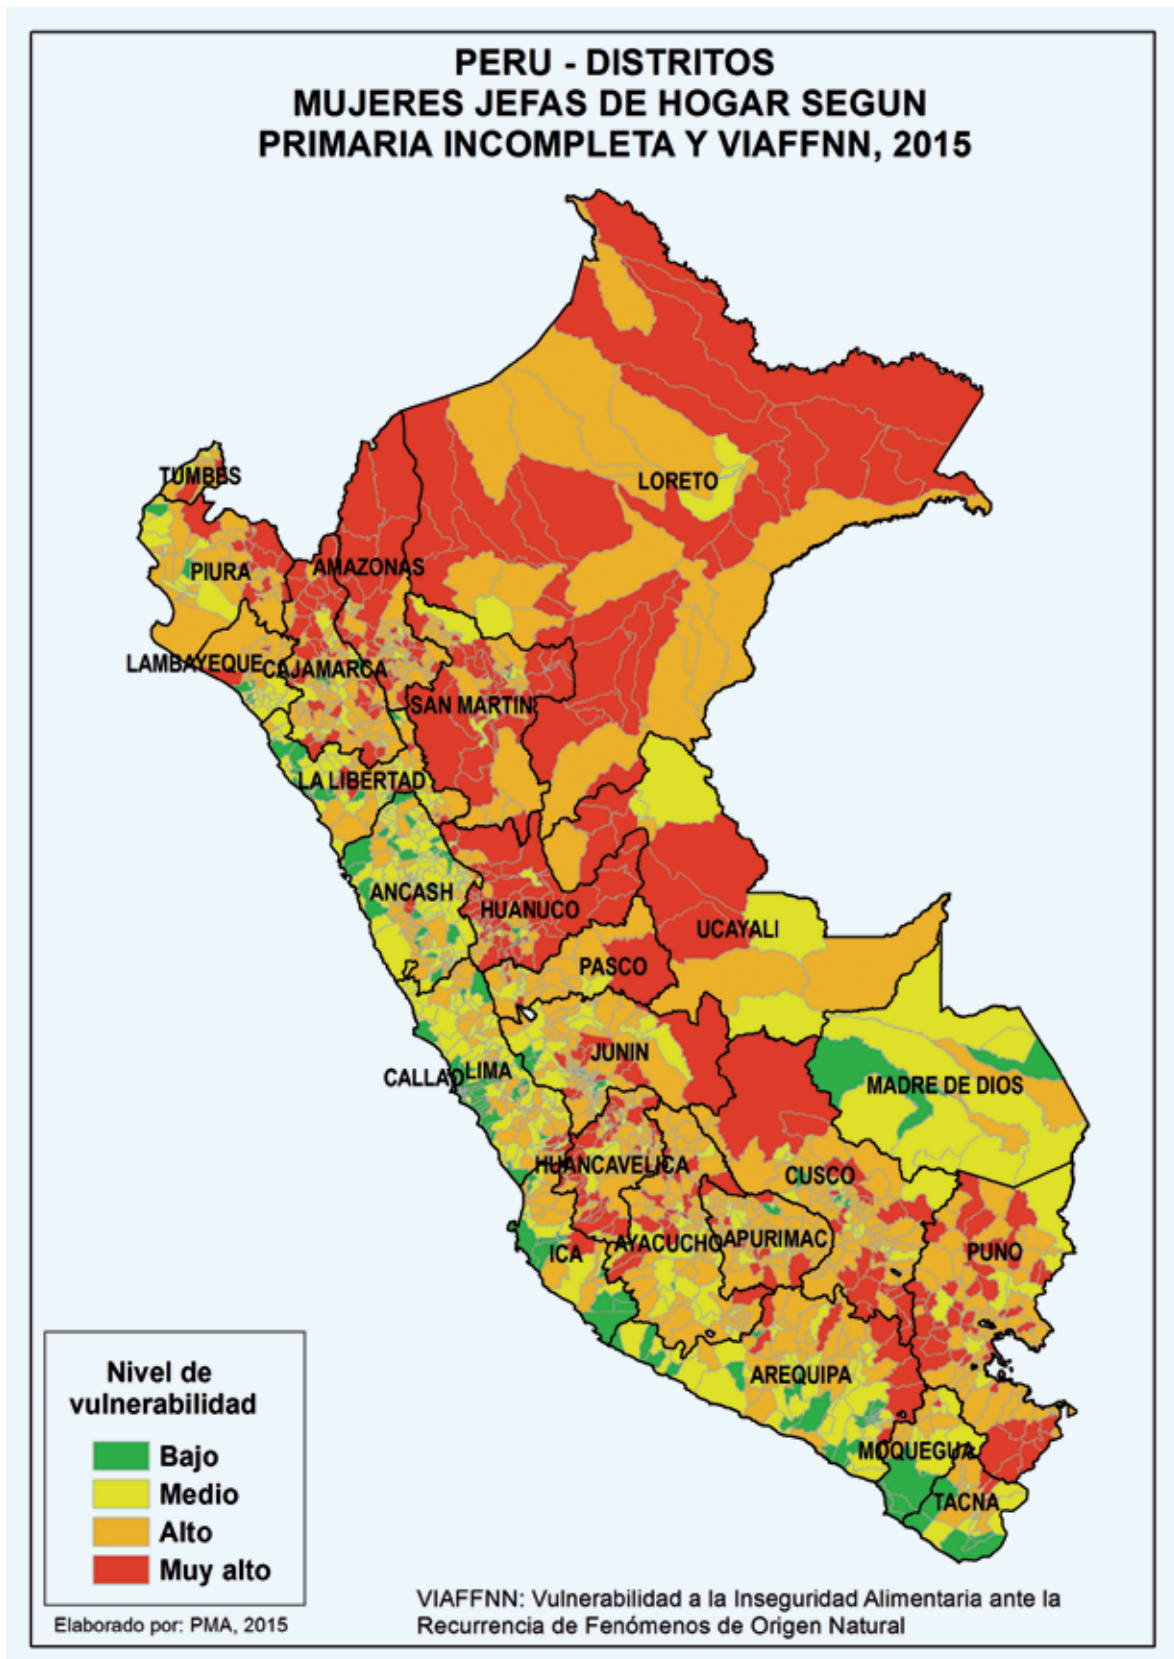 PERU - DISTRITOS
MUJERES JEFAS DE HOGAR SEGUN
PRIMARIA INCOMPLETA Y VIAFFNN, 2015
TUMBES
LORETO
PIURA
AMAZONAS
LAMBAYEQUE
CAJAMARCA
SAN MARTIN
LA LIBERTAD
ANCASH
HUANUCO
UCAYALI
PASCO
JUNIN
CALLAO
LIMA
MADRE DE DIOS
HUANCAVELICA
CUSCO
ICA
AYACUCHO
APURIMAC
PUNO
AREQUIPA
MOQUEGUA
TACNA
Nivel de
vulnerabilidad
Bajo
Medio
Alto
Muy alto
Elaborado por: PMA, 2015
VIAFFNN: Vulnerabilidad a la Inseguridad Alimentaria ante la
Recurrencia de Fenómenos de Origen Natural